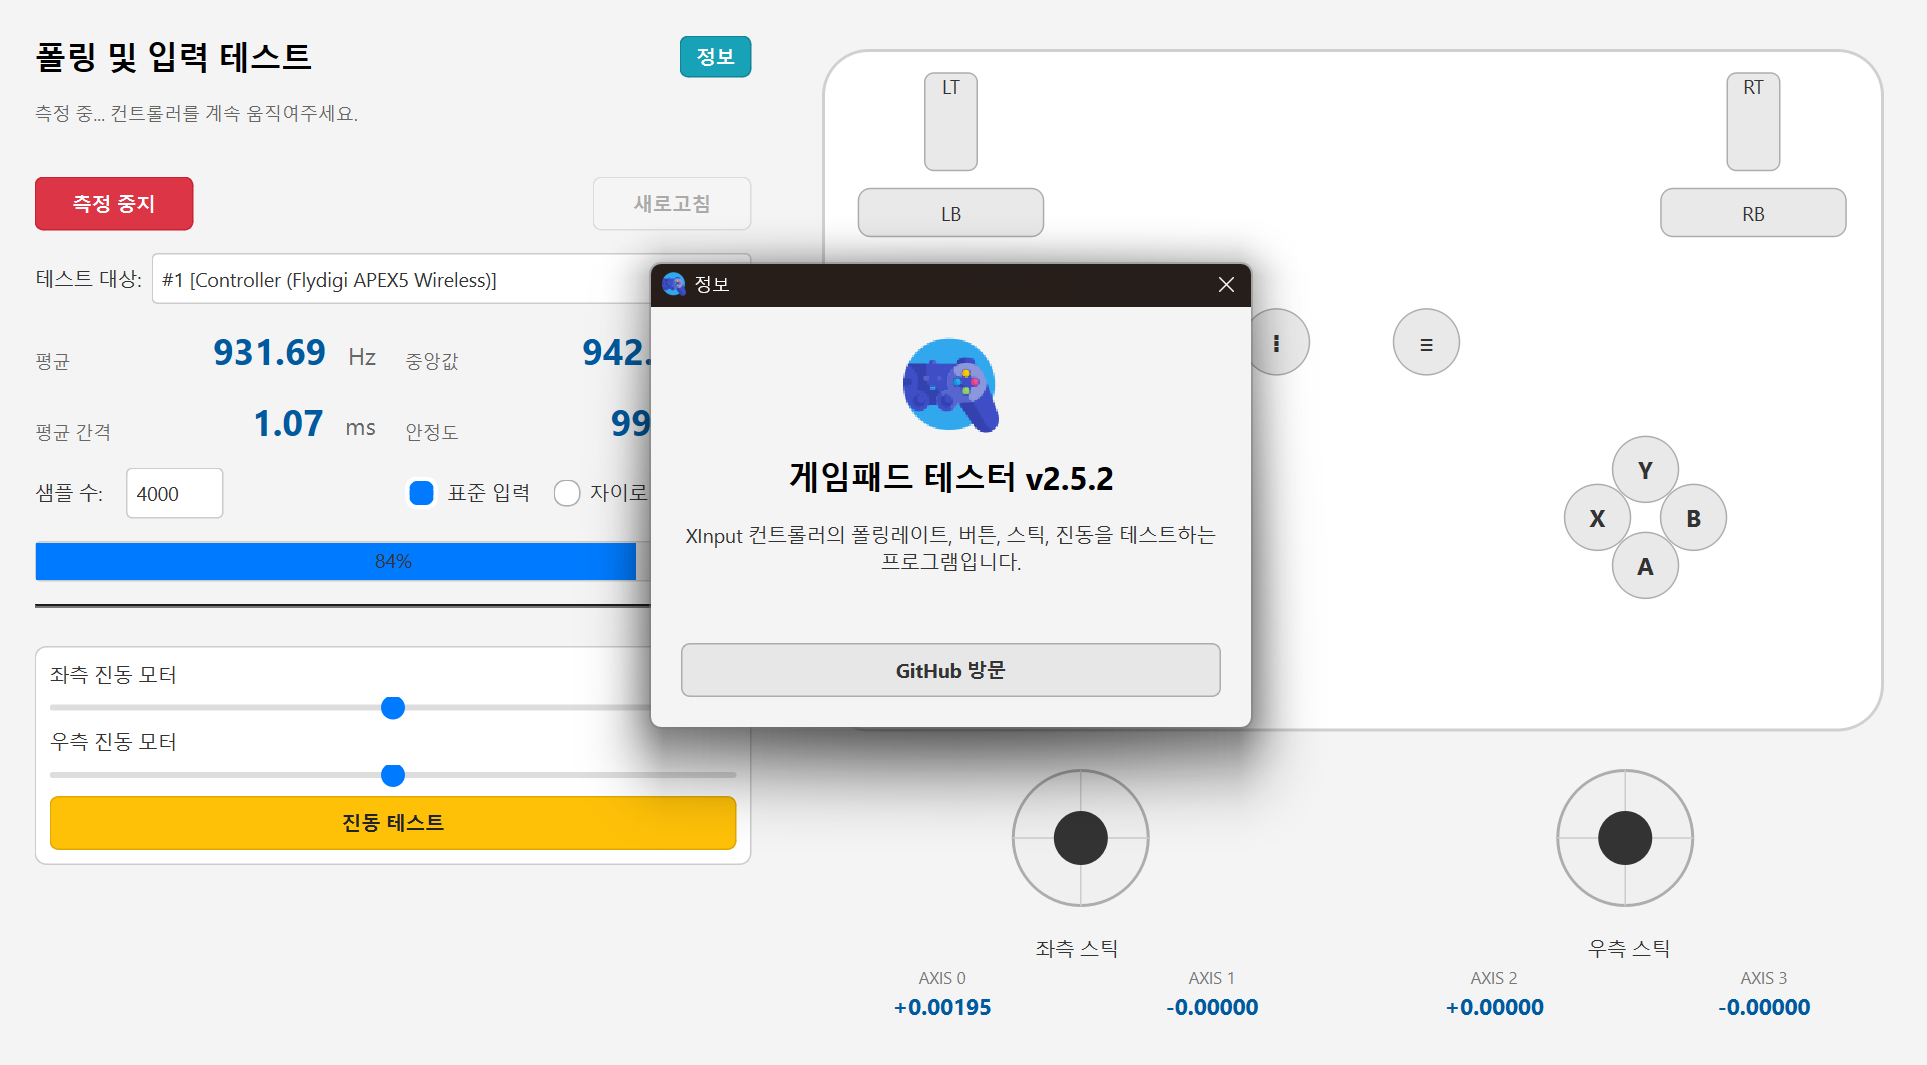 폴링 및 입력 테스트
정보
측정 중... 컨트롤러를 계속 움직여주세요.
측정 중지
새로고침
테스트 대상: #1 [Controller (Flydigi APEX5 Wireless)]
평균 931.69 Hz 중앙값 942.
평균 간격 1.07 ms 안정도 99
샘플 수: 4000 표준 입력 자이로
84%
좌측 진동 모터
우측 진동 모터
진동 테스트
정보
게임패드 테스터 v2.5.2
XInput 컨트롤러의 폴링레이트, 버튼, 스틱, 진동을 테스트하는
프로그램입니다.
GitHub 방문
LT
RT
LB
RB
Y
X
B
A
좌측 스틱
우측 스틱
AXIS 0
AXIS 1
AXIS 2
AXIS 3
+0.00195
-0.00000
+0.00000
-0.00000